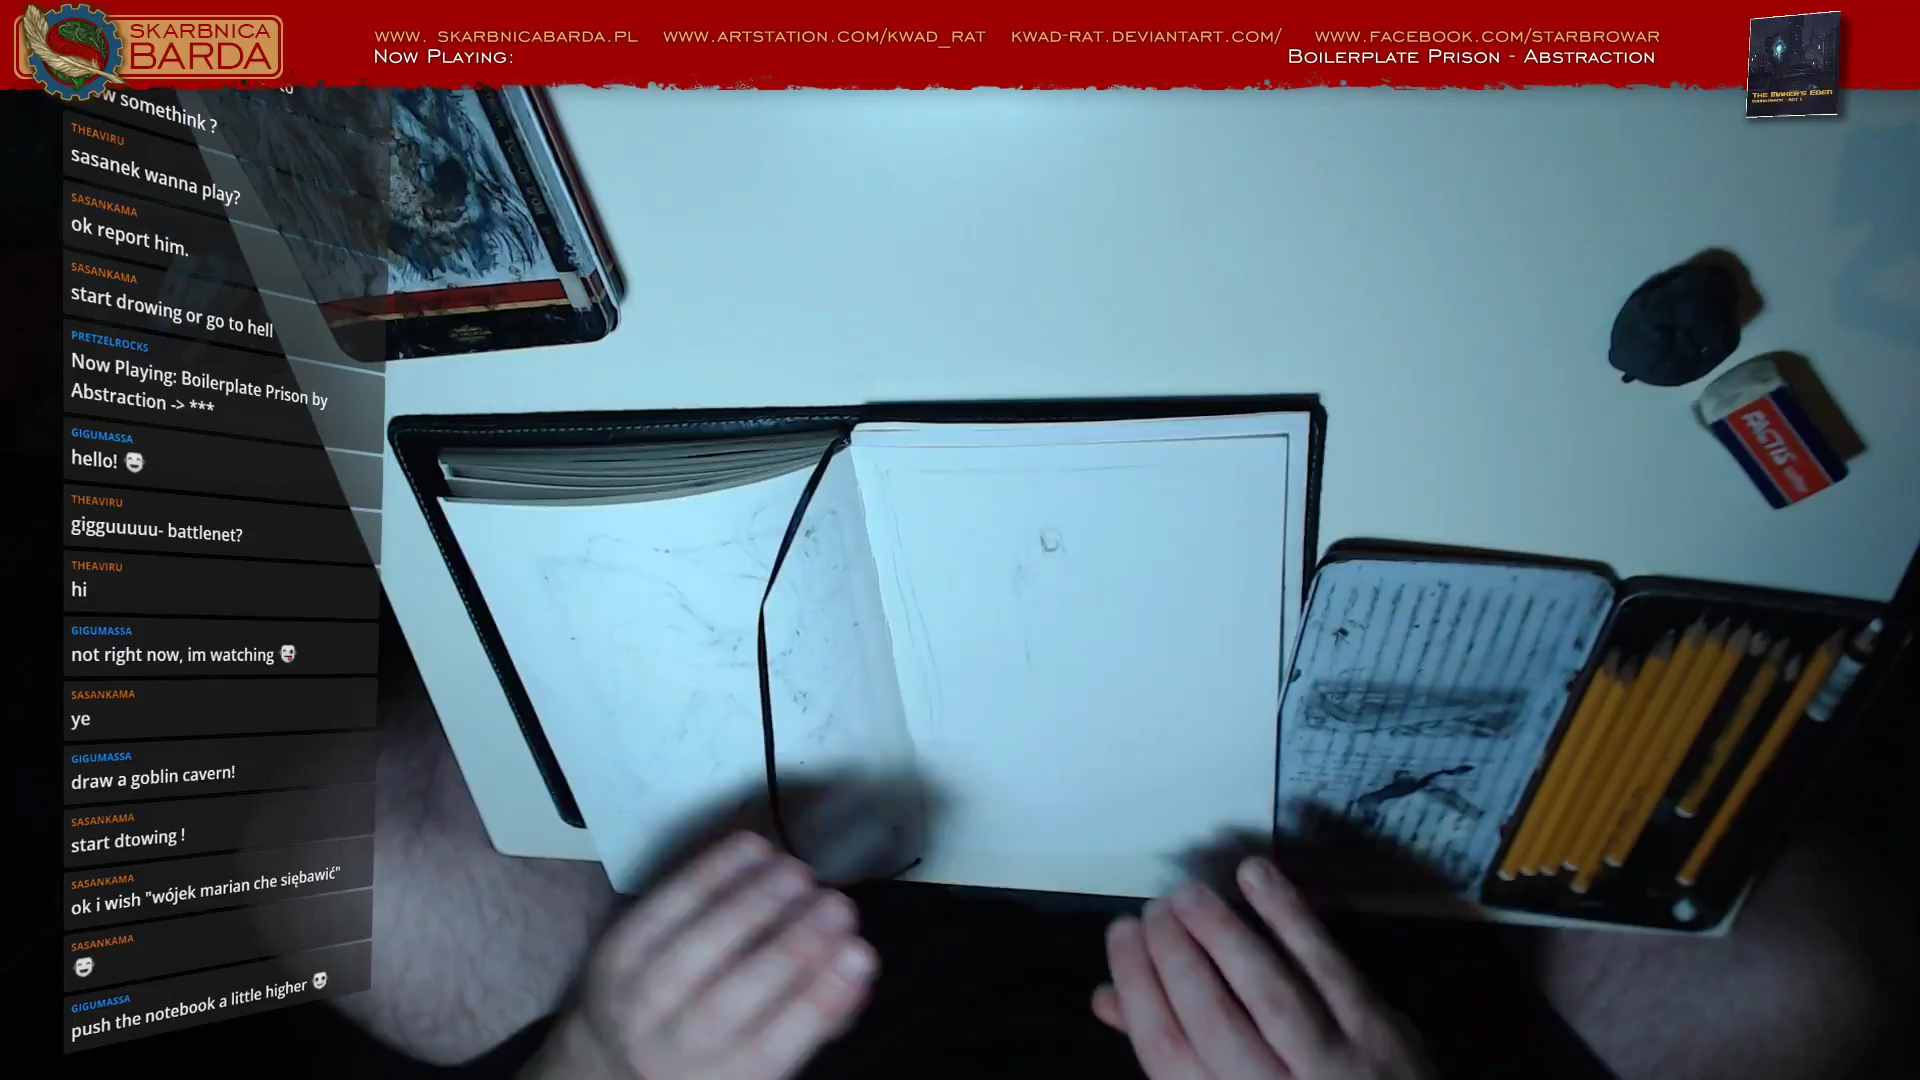 SKARBNICA
BARDA
WWW. SKARBNICABARDA.PL WWW.ARTSTATION.COM/KWAD_RAT KWAD-RAT.DEVIANTART.COM/ WWW.FACEBOOK.COM/STARBROWAR
Now Playing: Boilerplate Prison - Abstraction
The Maker's Eden
somethink ?
THEAVIRU
sasanek wanna play?
SASANKAMA
ok report him.
SASANKAMA
start drowing or go to hell
PRETZELROCKS
Now Playing: Boilerplate Prison by
Abstraction -> ***
GIGUMASSA
hello!
THEAVIRU
gigguuuuu- battlenet?
THEAVIRU
hi
GIGUMASSA
not right now, im watching
SASANKAMA
ye
GIGUMASSA
draw a goblin cavern!
SASANKAMA
start dtowing !
SASANKAMA
ok i wish "wójek marian che siębawić"
SASANKAMA
GIGUMASSA
push the notebook a little higher
FACTIS